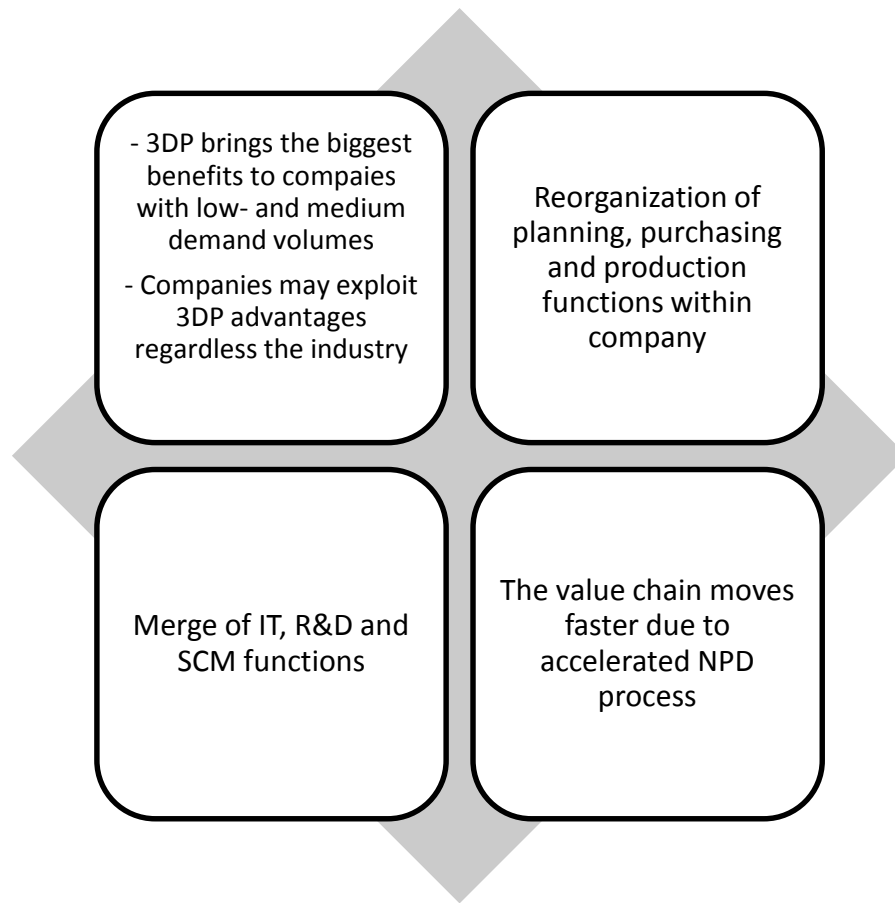 - 3DP brings the biggest
benefits to compaies
with low- and medium
demand volumes
- Companies may exploit
3DP advantages
regardless the industry
Reorganization of
planning, purchasing
and production
functions within
company
Merge of IT, R&D and
SCM functions
The value chain moves
faster due to
accelerated NPD
process